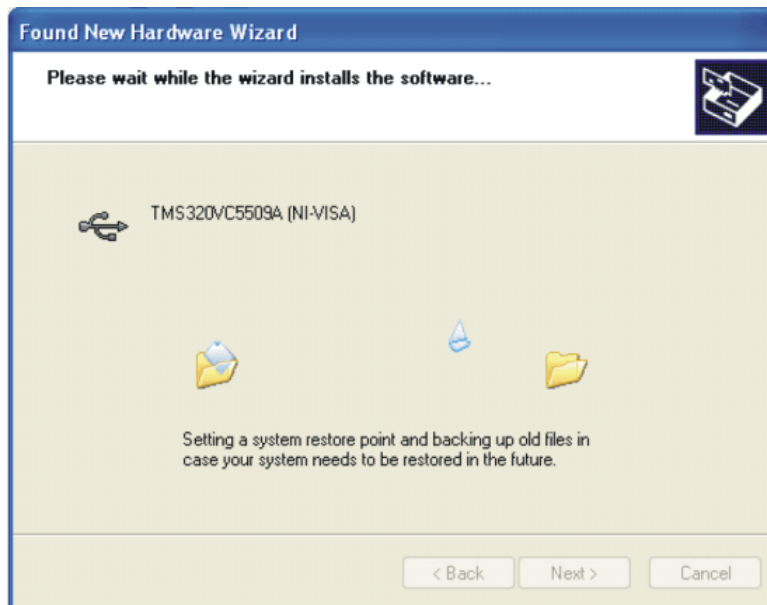 Found New Hardware Wizard
Please wait while the wizard installs the software...
TMS320VC5509A (NI-VISA)
Setting a system restore point and backing up old files in
case your system needs to be restored in the future.
< Back
Next >
Cancel